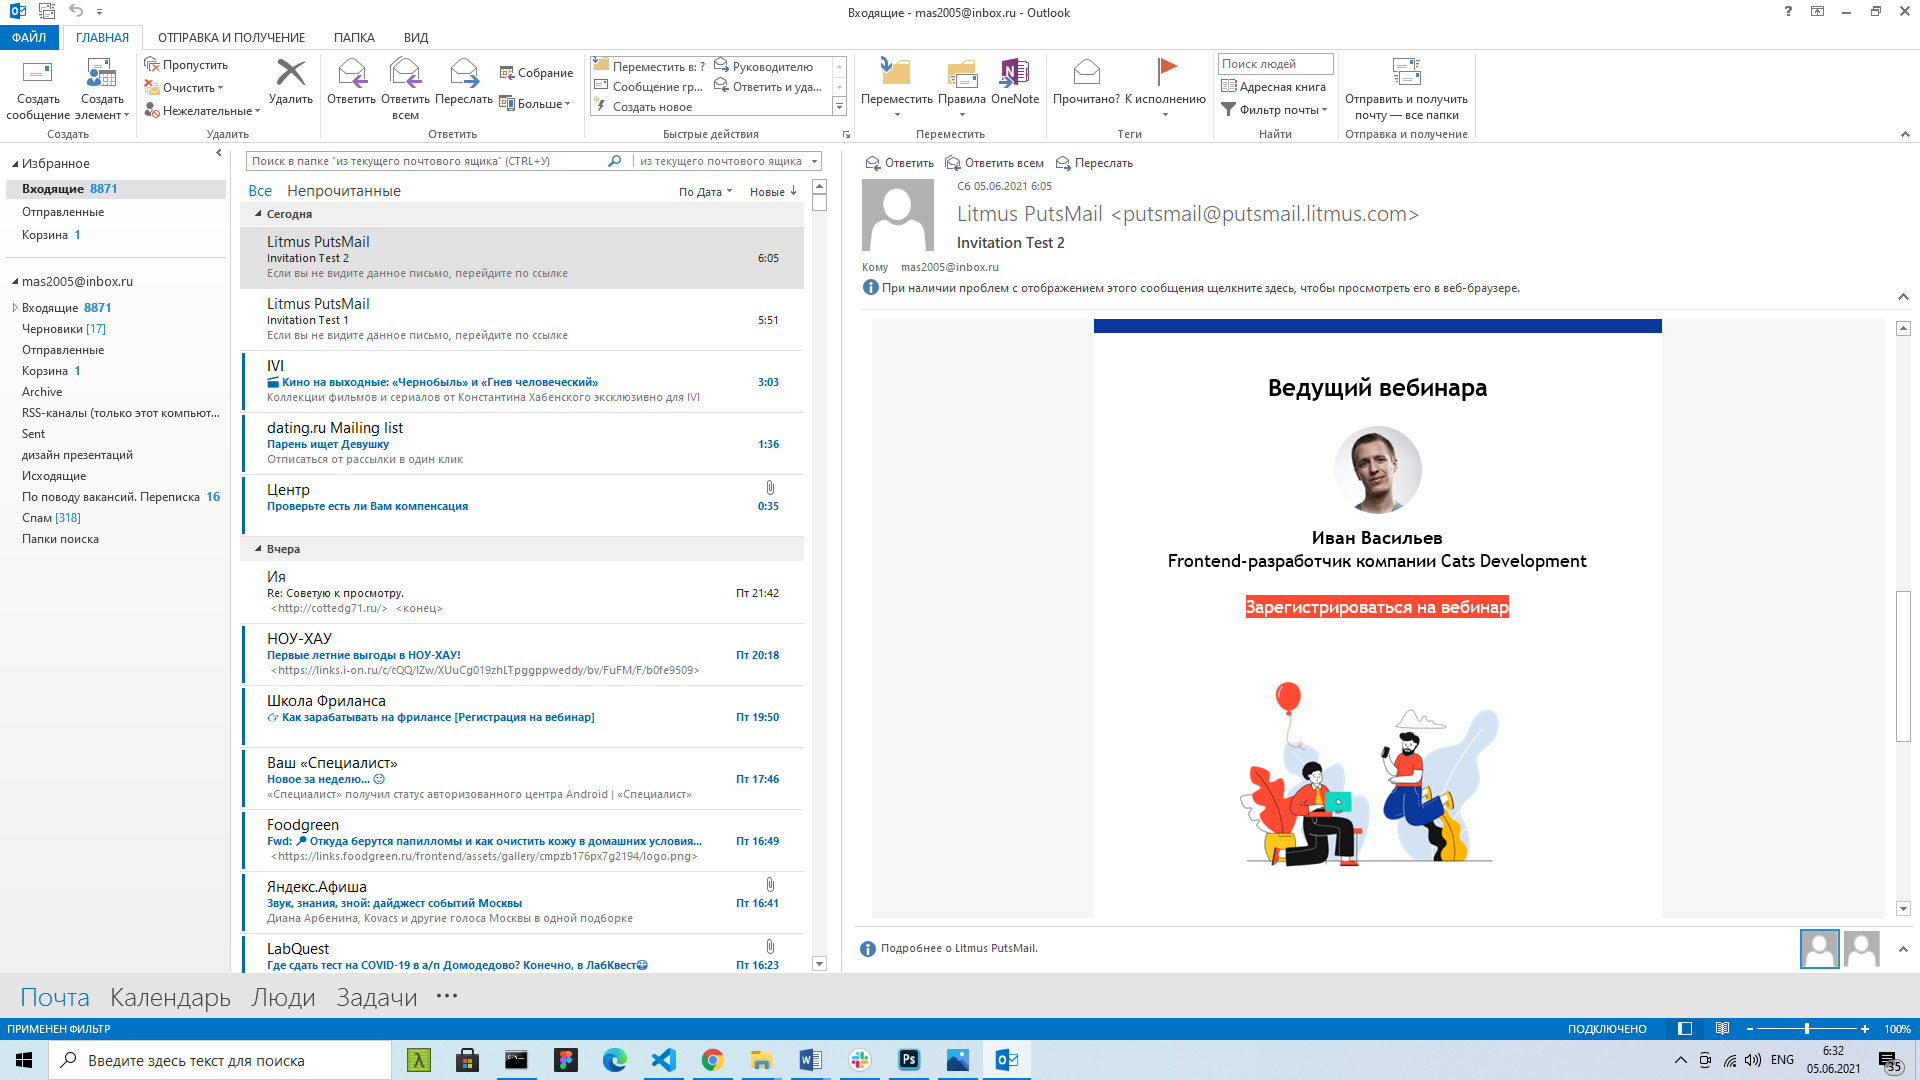 Входящие - mas2005@inbox.ru - Outlook
ФАЙЛ ГЛАВНАЯ ОТПРАВКА И ПОЛУЧЕНИЕ ПАПКА ВИД
Создать сообщение
Создать элемент
Создать
Пропустить
Очистить
Нежелательные
Удалить
Удалить
Ответить
Ответить всем
Переслать
Собрание
Больше
Ответить
Переместить в: ?
Сообщение гр...
Создать новое
Руководителю
Ответить и уда...
Быстрые действия
Переместить
Правила
OneNote
Переместить
Прочитано?
К исполнению
Теги
Поиск людей
Адресная книга
Фильтр почты
Найти
Отправить и получить
почту — все папки
Отправка и получение
Избранное
Входящие 8871
Отправленные
Корзина 1
mas2005@inbox.ru
Входящие 8871
Черновики [17]
Отправленные
Корзина 1
Archive
RSS-каналы (только этот компьют...
Sent
дизайн презентаций
Исходящие
По поводу вакансий. Переписка 16
Спам [318]
Папки поиска
Поиск в папке "из текущего почтового ящика" (CTRL+У)
из текущего почтового ящика
Все Непрочитанные По Дата Новые
Сегодня
Litmus PutsMail
Invitation Test 2 6:05
Если вы не видите данное письмо, перейдите по ссылке
Litmus PutsMail
Invitation Test 1 5:51
Если вы не видите данное письмо, перейдите по ссылке
IVI
🎬 Кино на выходные: «Чернобыль» и «Гнев человеческий» 3:03
Коллекции фильмов и сериалов от Константина Хабенского эксклюзивно для IVI
dating.ru Mailing list
Парень ищет Девушку 1:36
Отписаться от рассылки в один клик
Центр
Проверьте есть ли Вам компенсация 0:35
Вчера
Ия
Re: Советую к просмотру. Пт 21:42
<http://cottedg71.ru/> <конец>
НОУ-ХАУ
Первые летние выгоды в НОУ-ХАУ! Пт 20:18
<https://links.i-on.ru/c/cQQ/IZw/XUuCg019zhLTpgppweddy/bv/FuFM/F/b0fe9509>
Школа Фриланса
👉 Как зарабатывать на фрилансе [Регистрация на вебинар] Пт 19:50
Ваш «Специалист»
Новое за неделю... 😊 Пт 17:46
«Специалист» получил статус авторизованного центра Android | «Специалист»
Foodgreen
Fwd: 🔎 Откуда берутся папилломы и как очистить кожу в домашних условия... Пт 16:49
<https://links.foodgreen.ru/frontend/assets/gallery/cmpzb176px7g2194/logo.png>
Яндекс.Афиша
Звук, знания, зной: дайджест событий Москвы Пт 16:41
Диана Арбенина, Kovacs и другие голоса Москвы в одной подборке
LabQuest
Где сдать тест на COVID-19 в а/п Домодедово? Конечно, в ЛабКвест😷 Пт 16:23
Ответить Ответить всем Переслать
Сб 05.06.2021 6:05
Litmus PutsMail <putsmail@putsmail.litmus.com>
Invitation Test 2
Кому mas2005@inbox.ru
При наличии проблем с отображением этого сообщения щелкните здесь, чтобы просмотреть его в веб-браузере.
Ведущий вебинара
Иван Васильев
Frontend-разработчик компании Cats Development
Зарегистрироваться на вебинар
Подробнее о Litmus PutsMail.
Почта Календарь Люди Задачи ···
ПРИМЕНЕН ФИЛЬТР ПОДКЛЮЧЕНО 100%
Введите здесь текст для поиска
ENG
6:32
05.06.2021
35